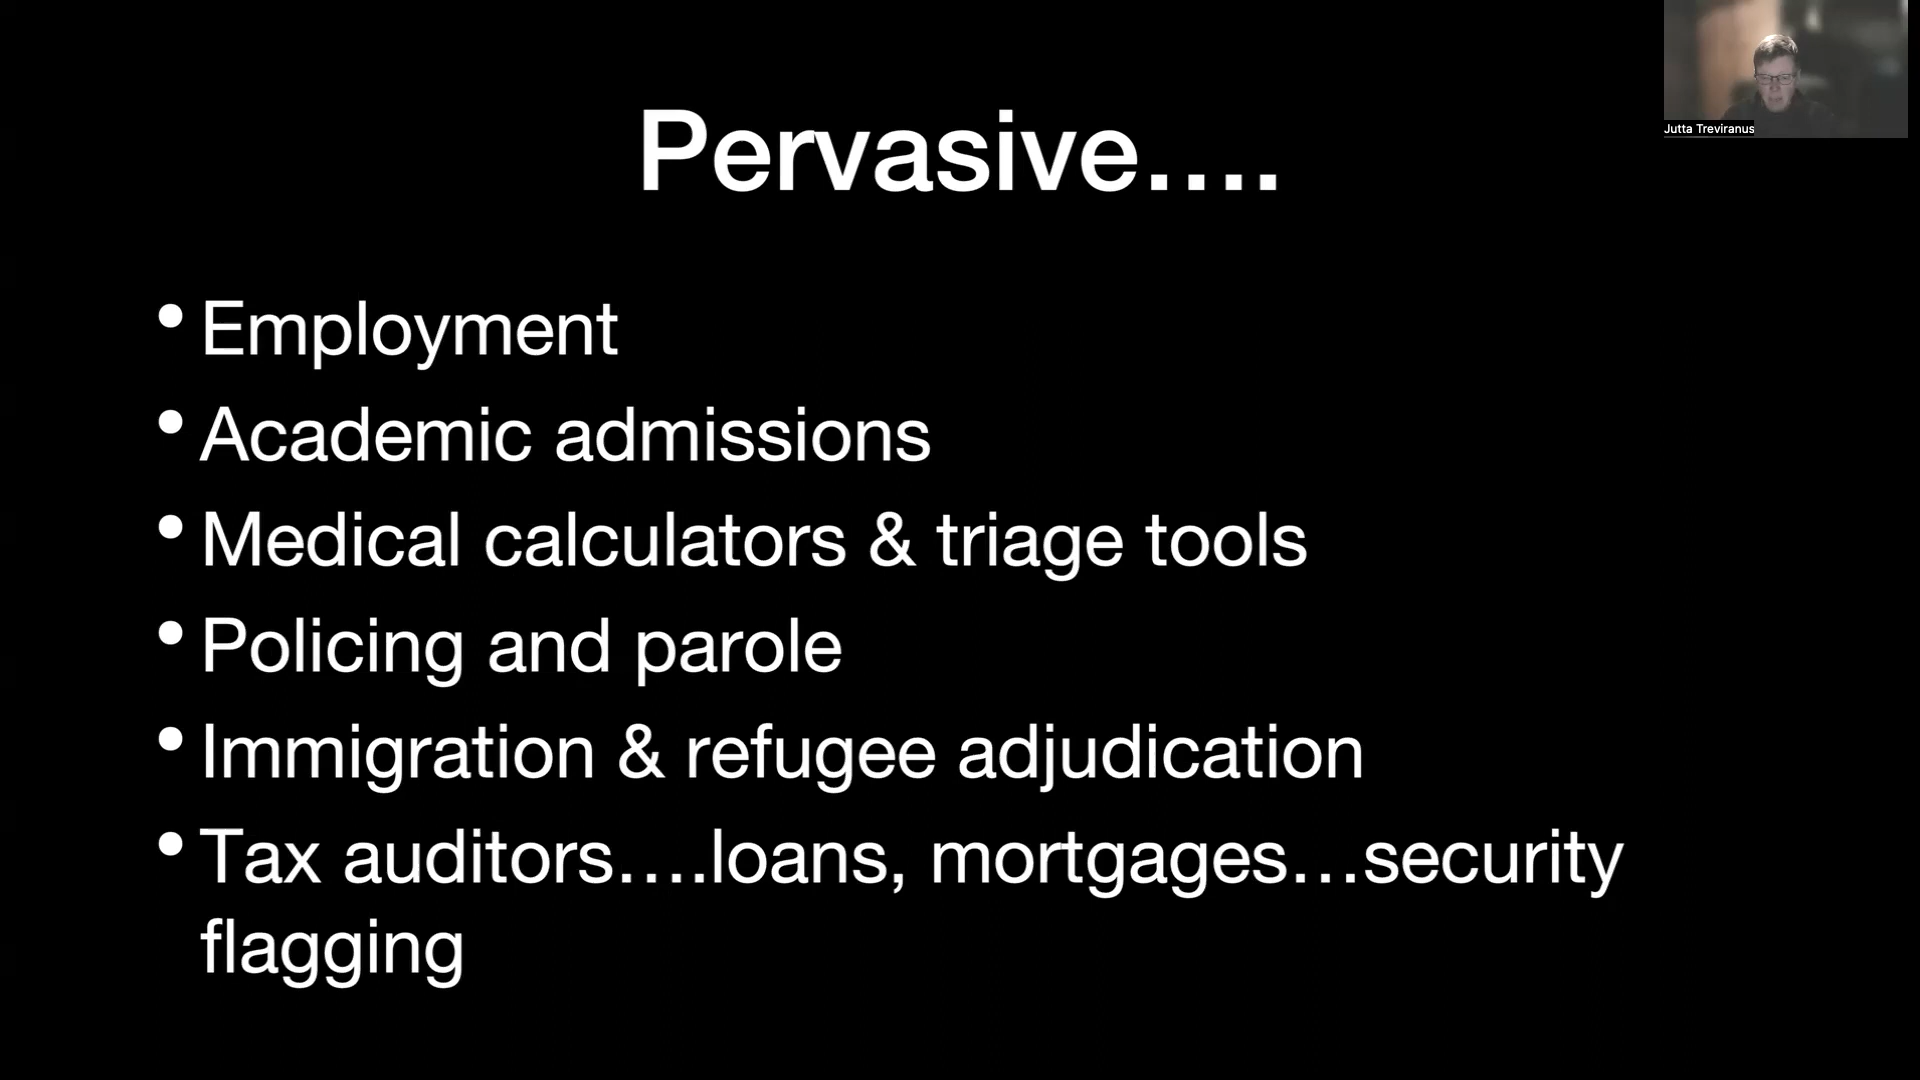 Pervasive....
Jutta Treviranus
• Employment
• Academic admissions
• Medical calculators & triage tools
• Policing and parole
• Immigration & refugee adjudication
• Tax auditors....loans, mortgages...security
flagging